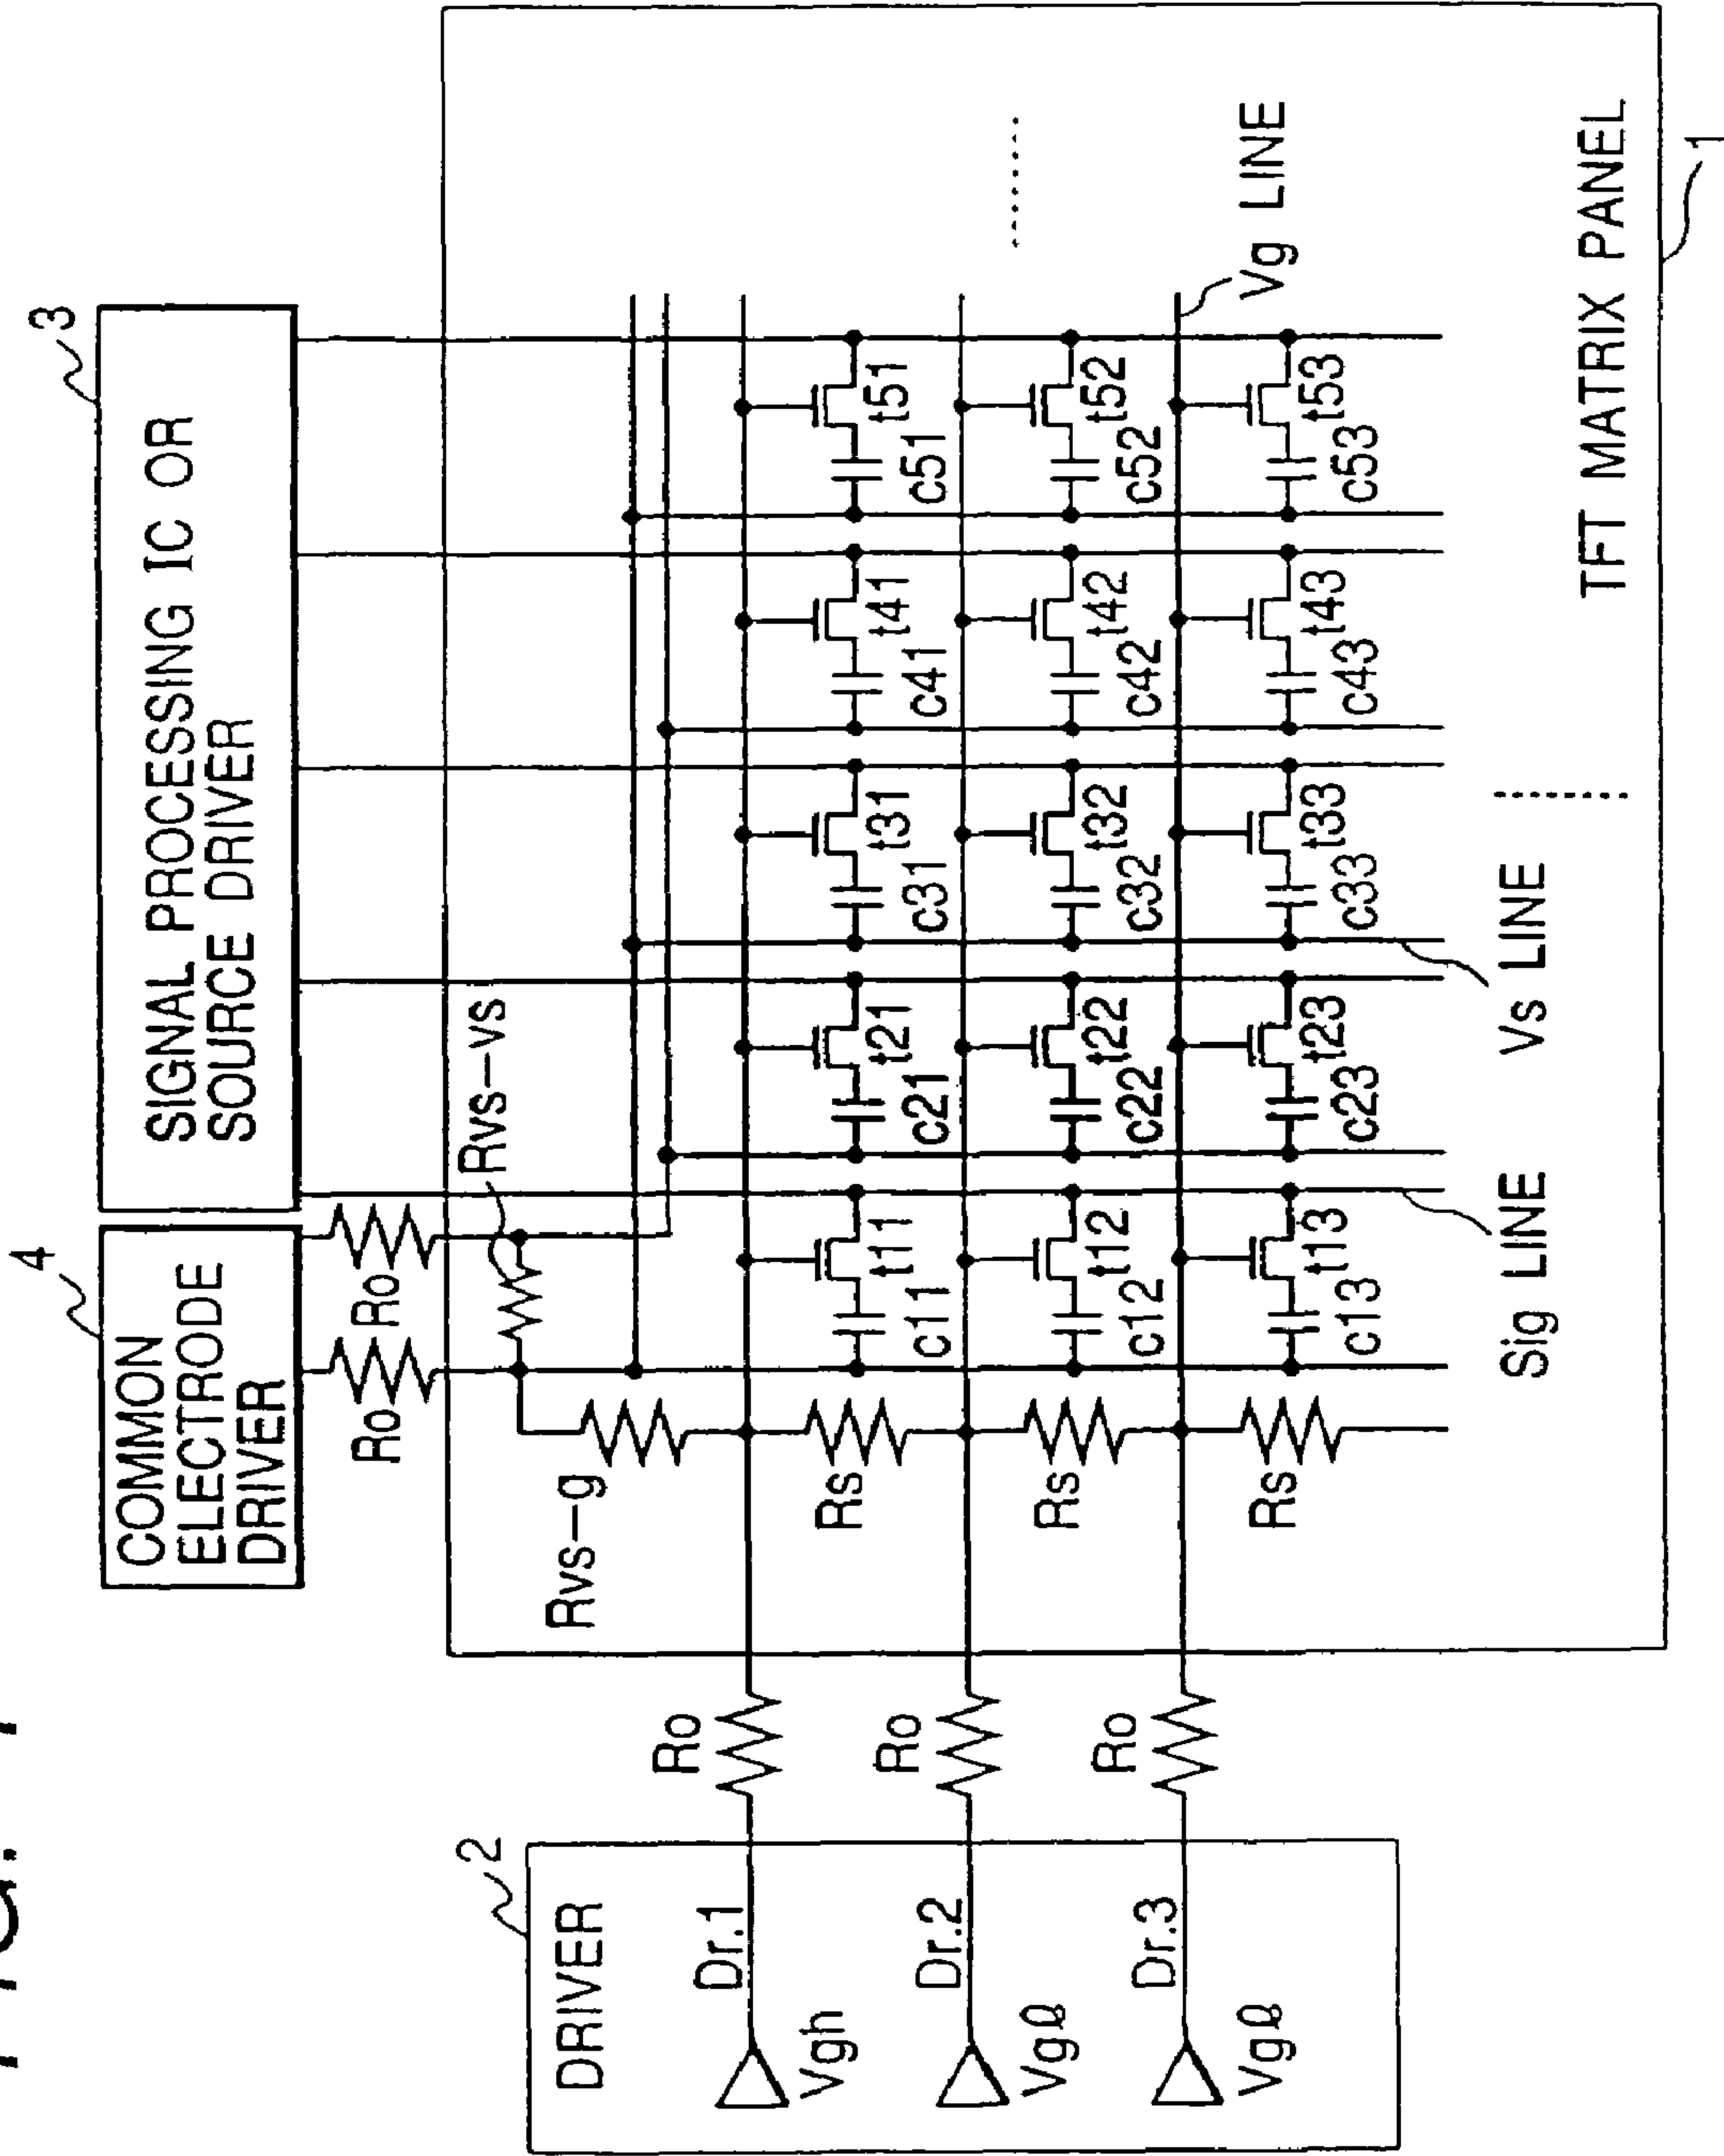 4
3
COMMON
ELECTRODE
DRIVER
SIGNAL PROCESSING IC OR
SOURCE DRIVER
Ro
Ro
Rvs-vs
2
DRIVER
Rvs-g
Dr.1
Vgh
Ro
Rs
c11
t11
c21
t21
c31
t31
c41
t41
c51
t51
Dr.2
Vgℓ
Ro
Rs
c12
t12
c22
t22
c32
t32
c42
t42
c52
t52
Dr.3
Vgℓ
Ro
Rs
c13
t13
c23
t23
c33
t33
c43
t43
c53
t53
Vg LINE
Sig LINE
Vs LINE
TFT MATRIX PANEL
1